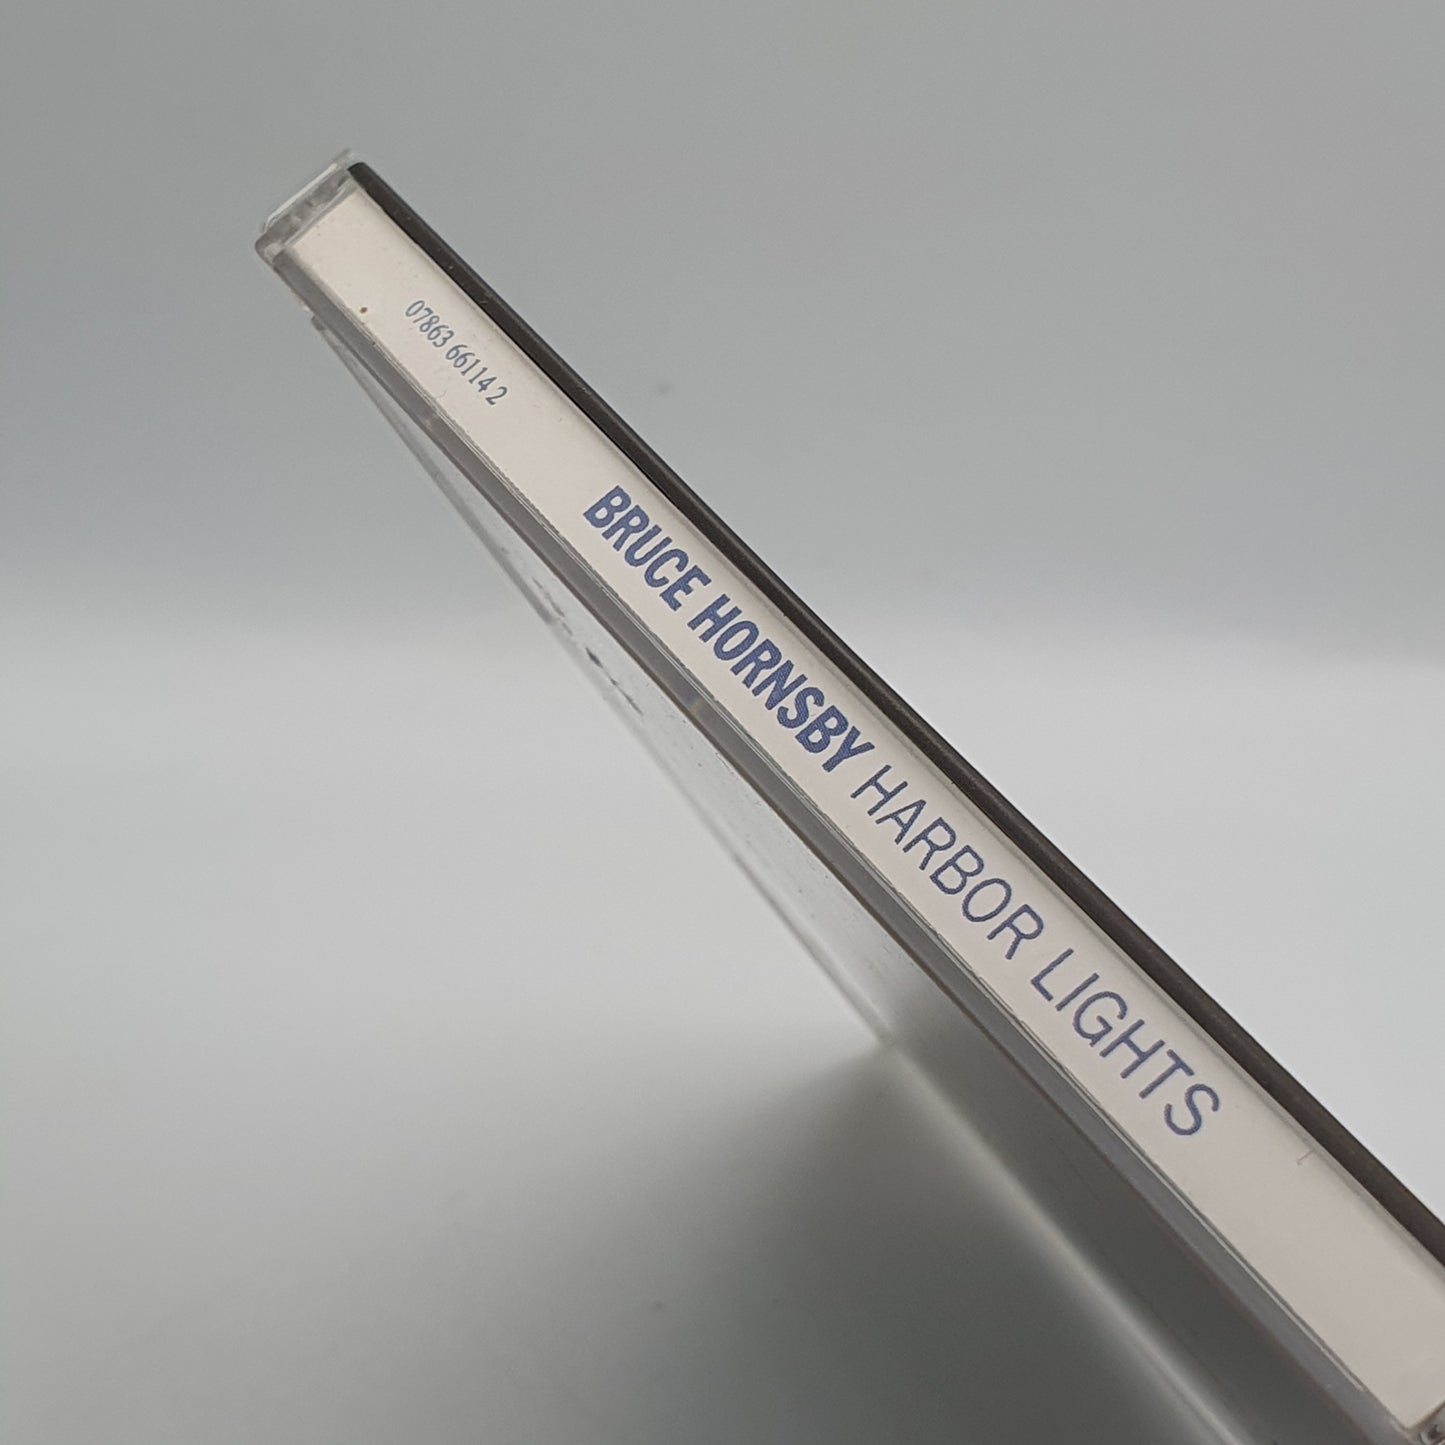 07863 66114 2
BRUCE HORNSBY HARBOR LIGHTS